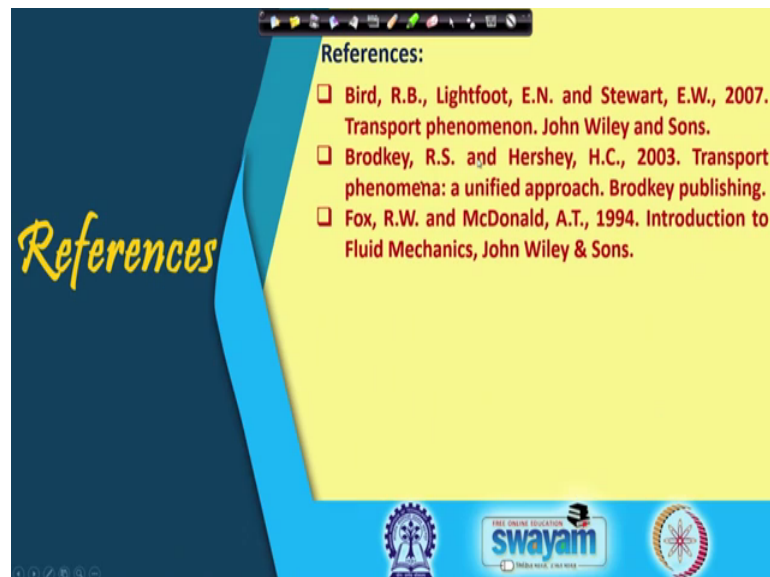 References:
Bird, R.B., Lightfoot, E.N. and Stewart, E.W., 2007.
Transport phenomenon. John Wiley and Sons.
Brodkey, R.S. and Hershey, H.C., 2003. Transport
phenomena: a unified approach. Brodkey publishing.
Fox, R.W. and McDonald, A.T., 1994. Introduction to
Fluid Mechanics, John Wiley & Sons.
References
FREE ONLINE EDUCATION
swayam